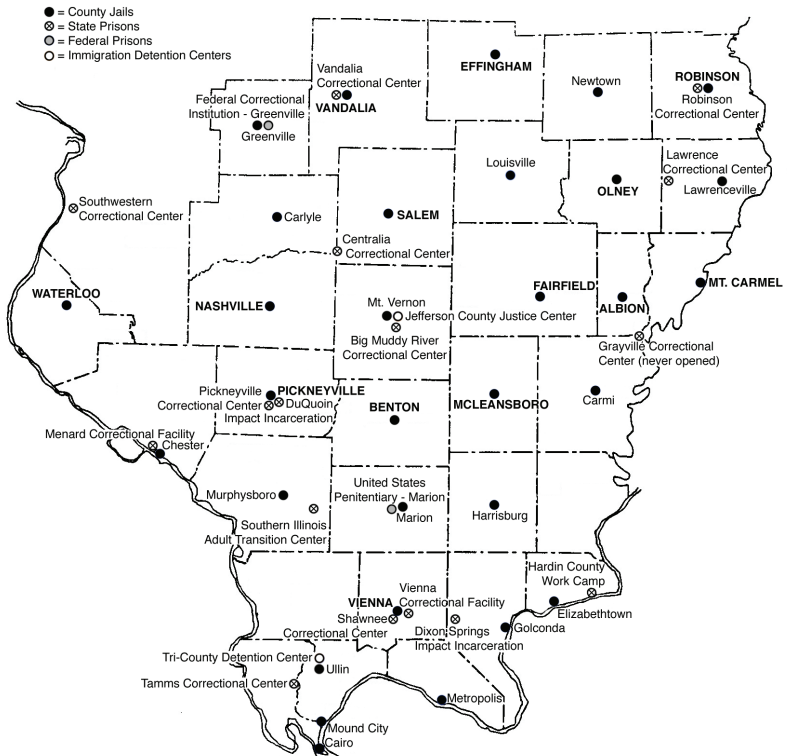 = County Jails
= State Prisons
= Federal Prisons
= Immigration Detention Centers
EFFINGHAM
Vandalia
Correctional Center
VANDALIA
Newtown
ROBINSON
Robinson
Correctional Center
Federal Correctional
Institution - Greenville
Greenville
Louisville
OLNEY
Lawrence
Correctional Center
Lawrenceville
Southwestern
Correctional Center
Carlyle
SALEM
Centralia
Correctional Center
WATERLOO
NASHVILLE
Mt. Vernon
Jefferson County Justice Center
Big Muddy River
Correctional Center
FAIRFIELD
ALBION
MT. CARMEL
Grayville Correctional
Center (never opened)
Pickneyville
Correctional Center
PICKNEYVILLE
DuQuoin
Impact Incarceration
BENTON
MCLEANSBORO
Carmi
Menard Correctional Facility
Chester
Murphysboro
Southern Illinois
Adult Transition Center
United States
Penitentiary - Marion
Marion
Harrisburg
Hardin County
Work Camp
Elizabethtown
VIENNA
Vienna
Correctional Facility
Shawnee
Correctional Center
Dixon Springs
Impact Incarceration
Golconda
Tri-County Detention Center
Ullin
Tamms Correctional Center
Metropolis
Mound City
Cairo